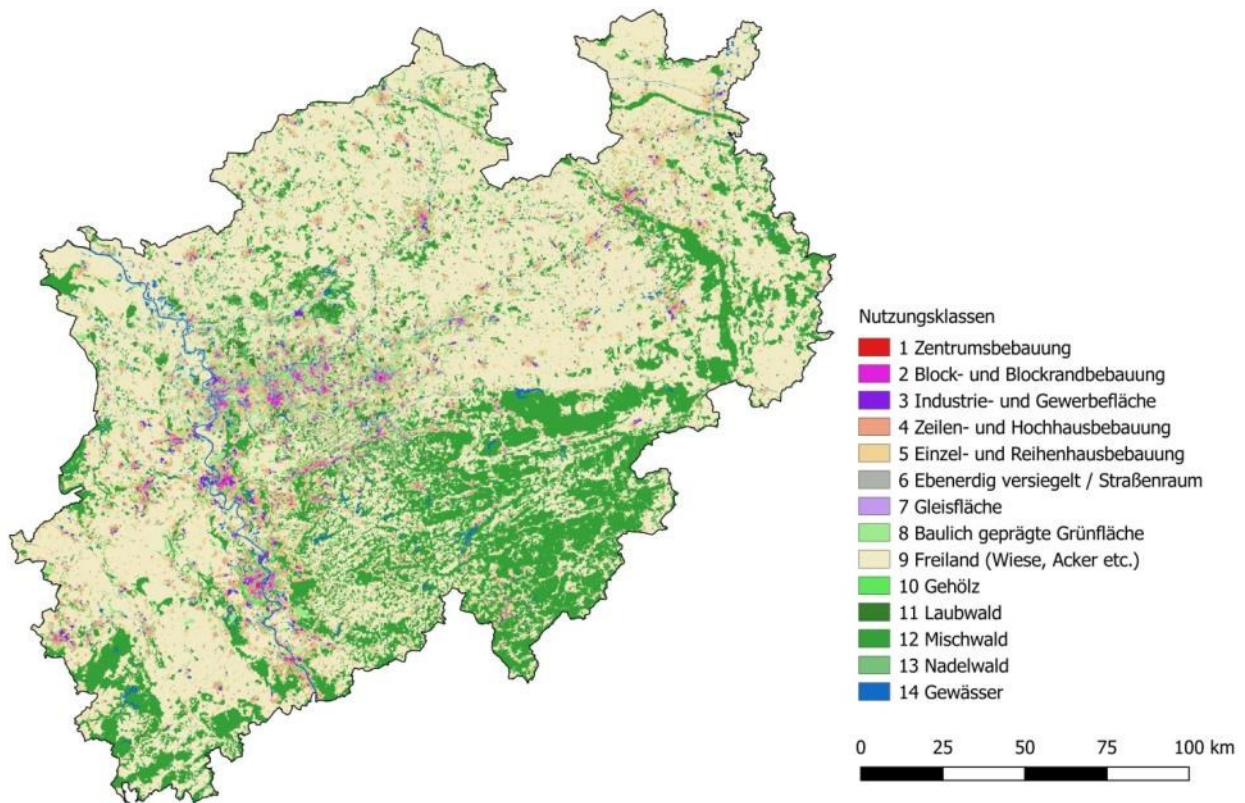 Nutzungsklassen
1 Zentrumsbebauung
2 Block- und Blockrandbebauung
3 Industrie- und Gewerbefläche
4 Zeilen- und Hochhausbebauung
5 Einzel- und Reihenhausbebauung
6 Ebenerdig versiegelt / Straßenraum
7 Gleisfläche
8 Baulich geprägte Grünfläche
9 Freiland (Wiese, Acker etc.)
10 Gehölz
11 Laubwald
12 Mischwald
13 Nadelwald
14 Gewässer
0 25 50 75 100 km